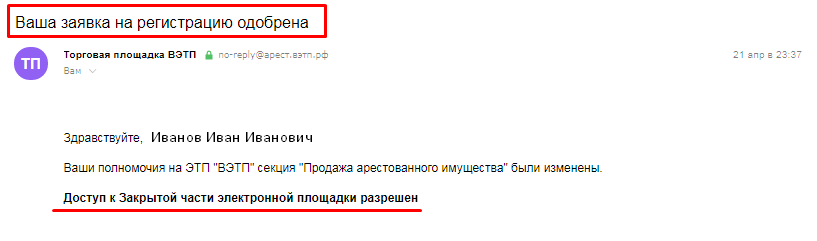 Ваша заявка на регистрацию одобрена
ТП
Торговая площадка ВЭТП no-reply@арест.вэтп.рф 21 апр в 23:37
Вам
Здравствуйте, Иванов Иван Иванович
Ваши полномочия на ЭТП "ВЭТП" секция "Продажа арестованного имущества" были изменены.
Доступ к Закрытой части электронной площадки разрешен